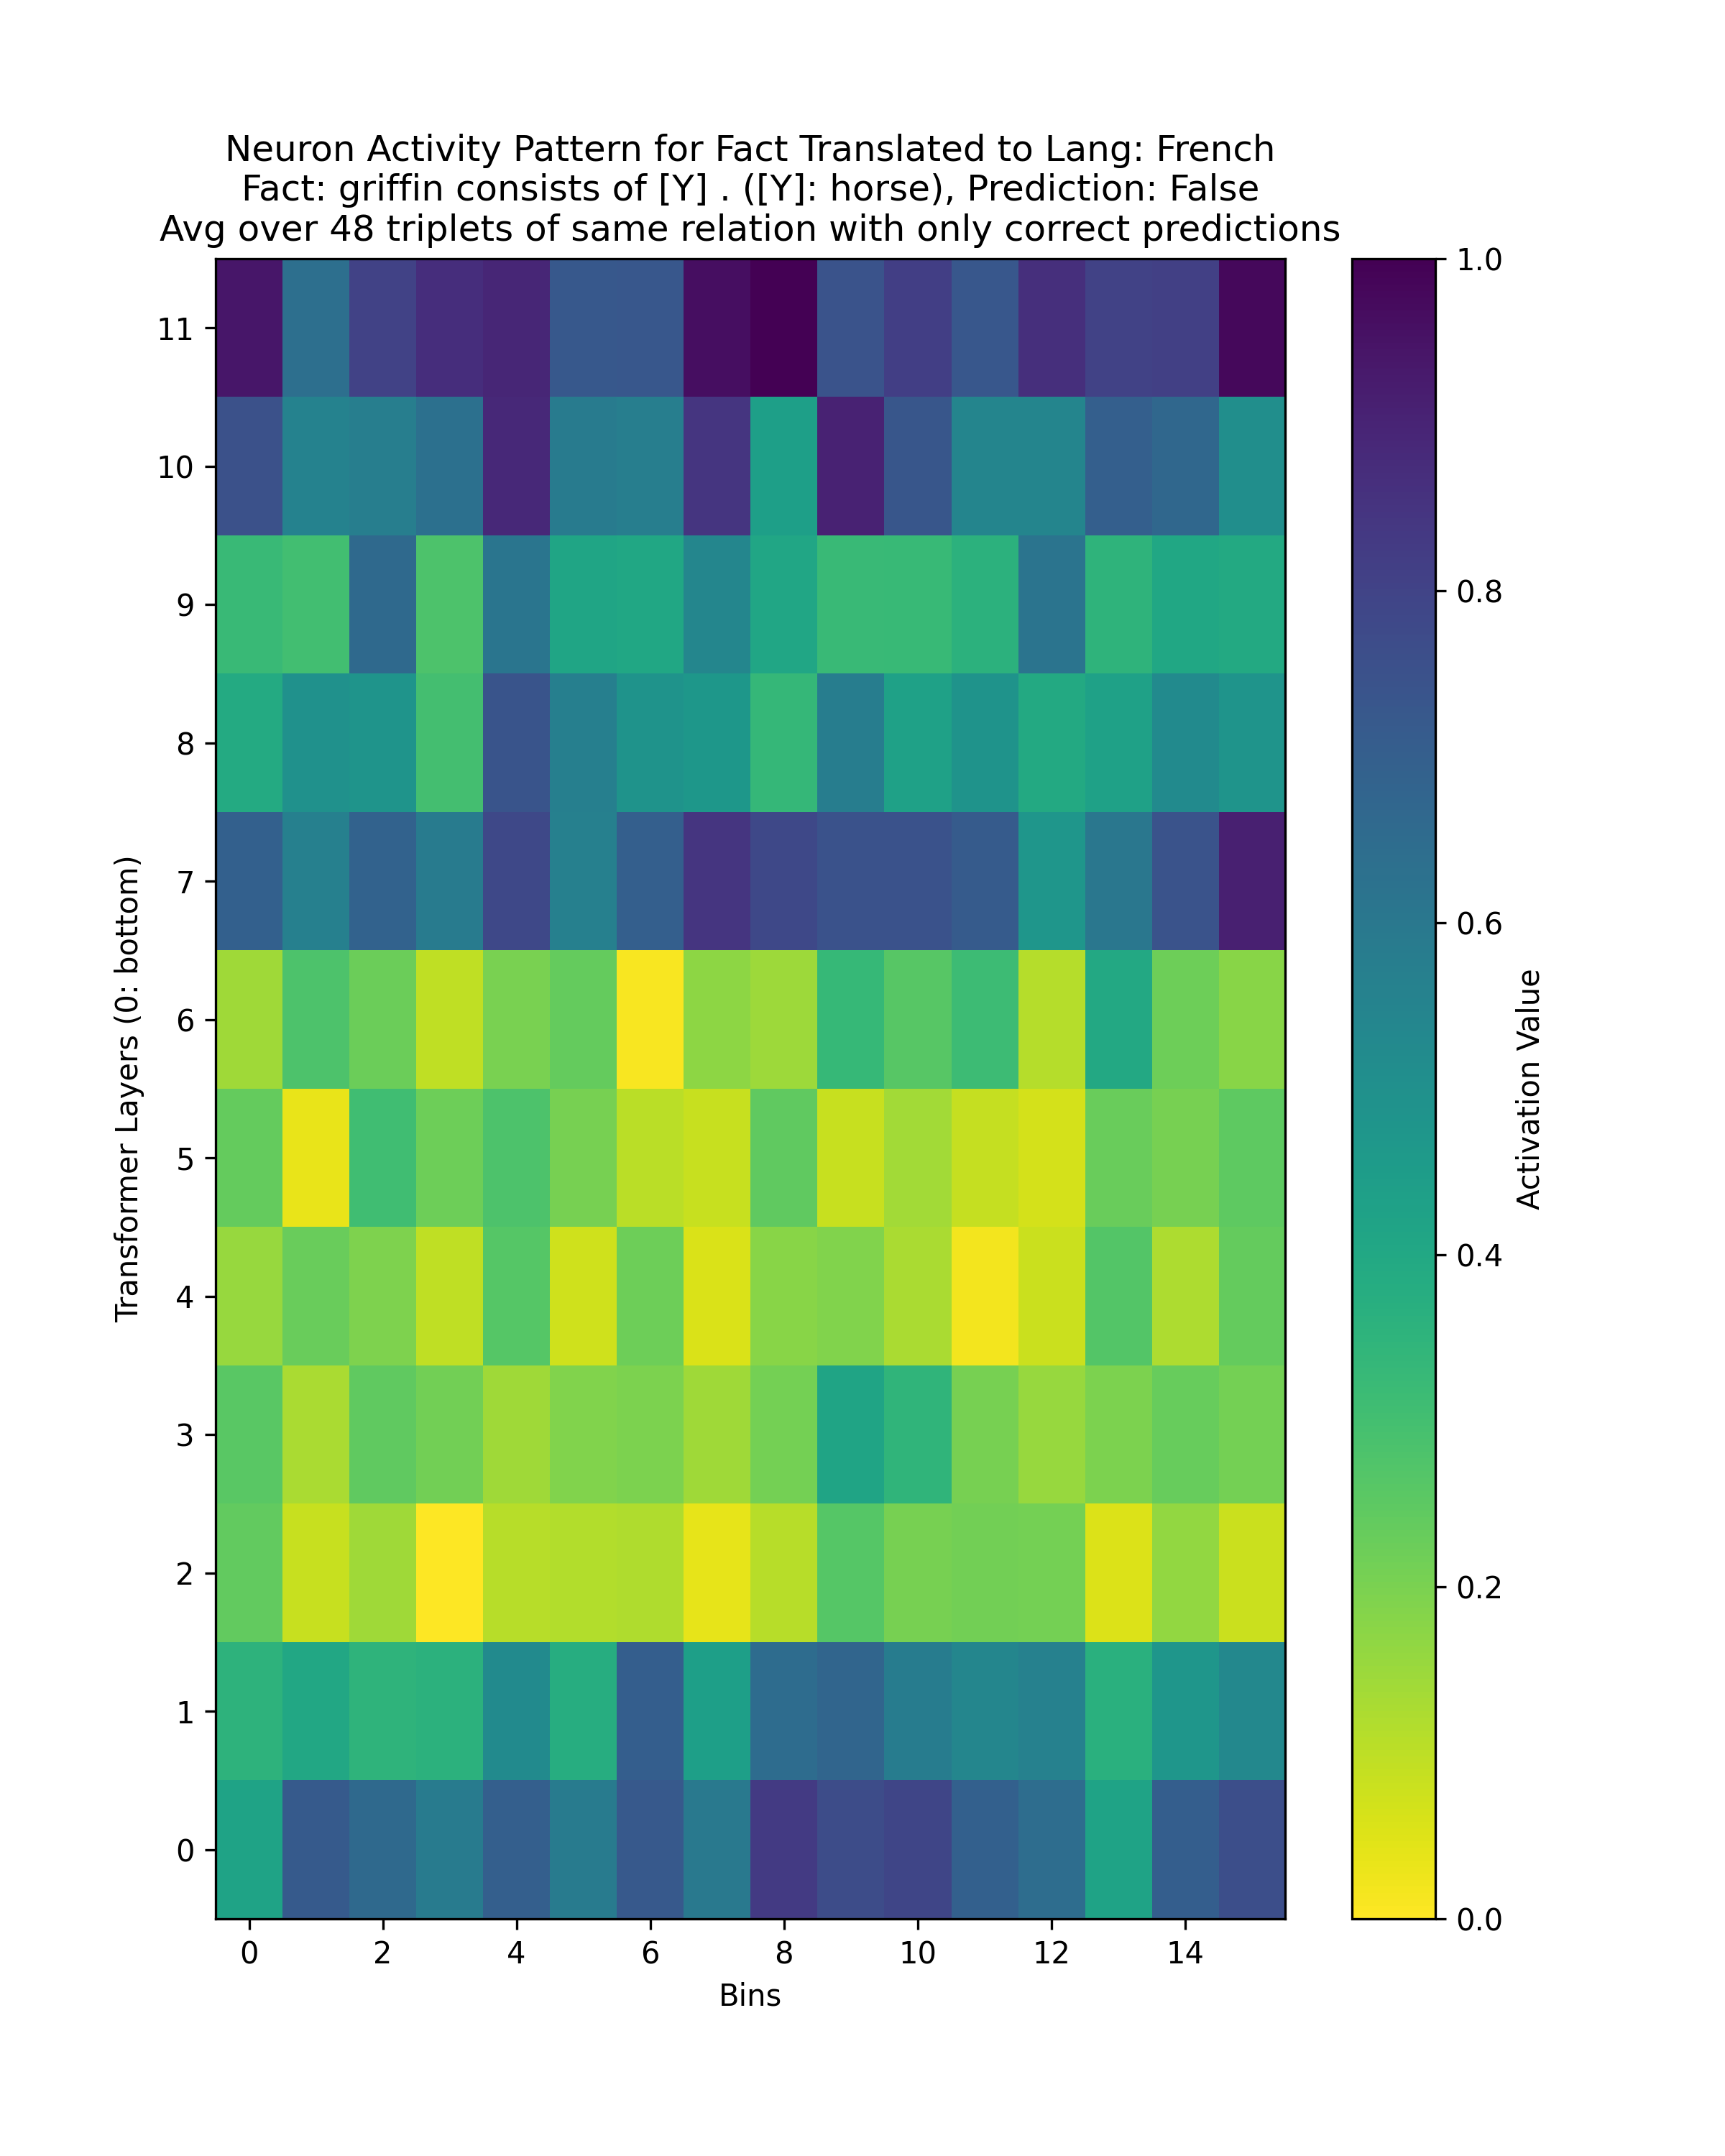 Neuron Activity Pattern for Fact Translated to Lang: French
Fact: griffin consists of [Y] . ([Y]: horse), Prediction: False
Avg over 48 triplets of same relation with only correct predictions
Transformer Layers (0: bottom)
11
10
9
8
7
6
5
4
3
2
1
0
0 2 4 6 8 10 12 14
Bins
1.0
0.8
0.6
0.4
0.2
0.0
Activation Value